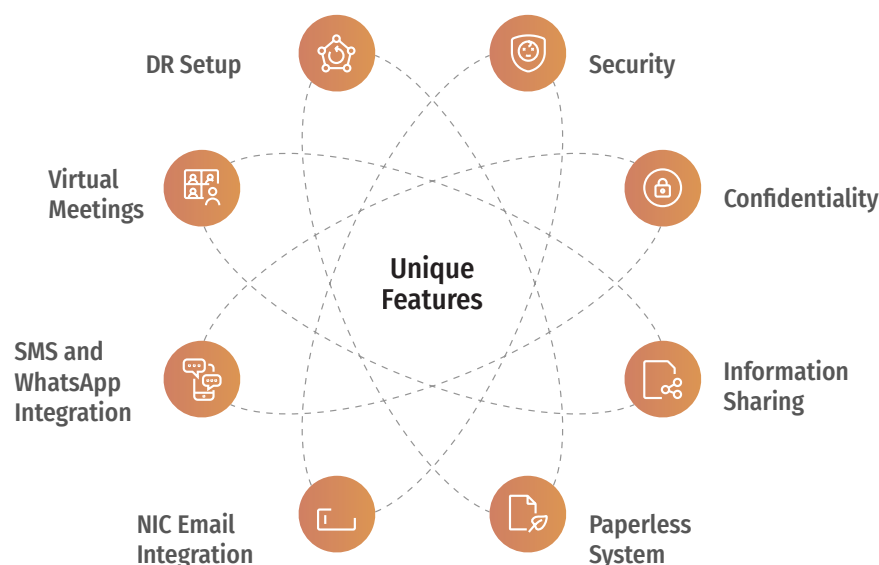 DR Setup
Security
Virtual
Meetings
Confidentiality
Unique
Features
SMS and
WhatsApp
Integration
Information
Sharing
NIC Email
Integration
Paperless
System